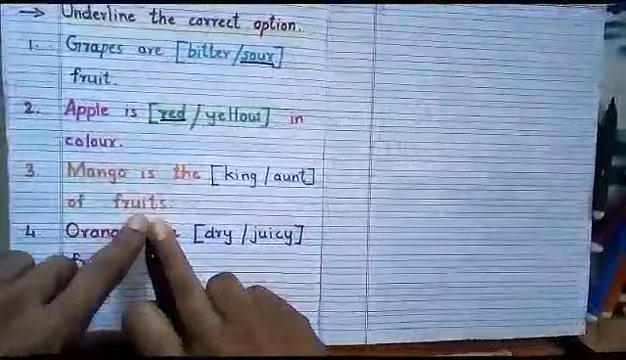 → Underline the correct option.
1. Grapes are [bitter/sour]
fruit.
2. Apple is [red/yellow] in
colour.
3. Mango is the [king/aunt]
of fruits.
4. [dry/juicy]